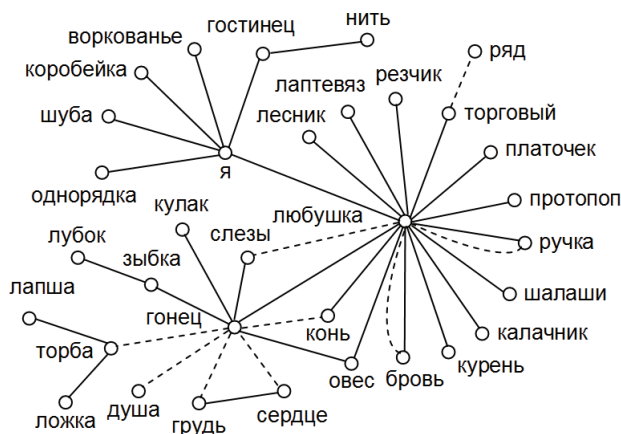 нить
гостинец
воркованье
ряд
коробейка
резчик
лаптевяз
шуба
лесник
торговый
платочек
я
однорядка
протопоп
кулак
любушка
слезы
ручка
лубок
зыбка
лапша
шалаши
гонец
конь
калачник
торба
овес
бровь
курень
ложка
душа
грудь
сердце